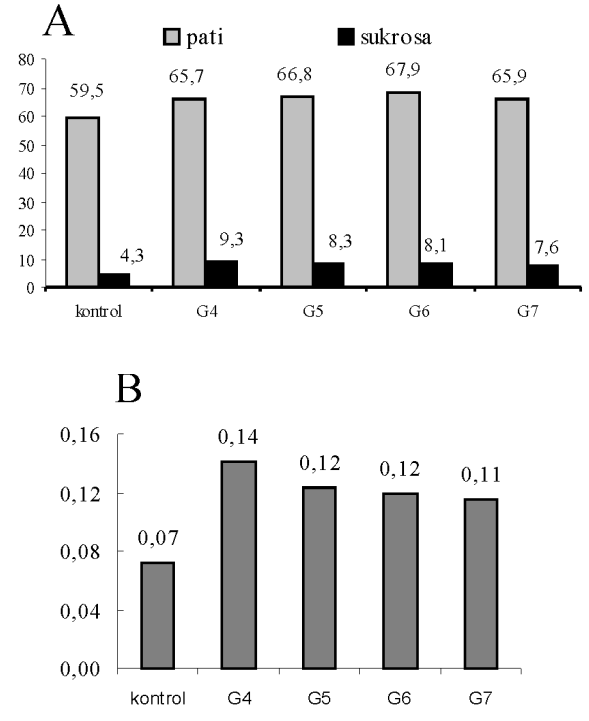 A
pati sukrosa
80
70
60
50
40
30
20
10
0
59,5 65,7 66,8 67,9 65,9
4,3 9,3 8,3 8,1 7,6
kontrol G4 G5 G6 G7
B
0,16
0,12
0,08
0,04
0,00
0,07 0,14 0,12 0,12 0,11
kontrol G4 G5 G6 G7